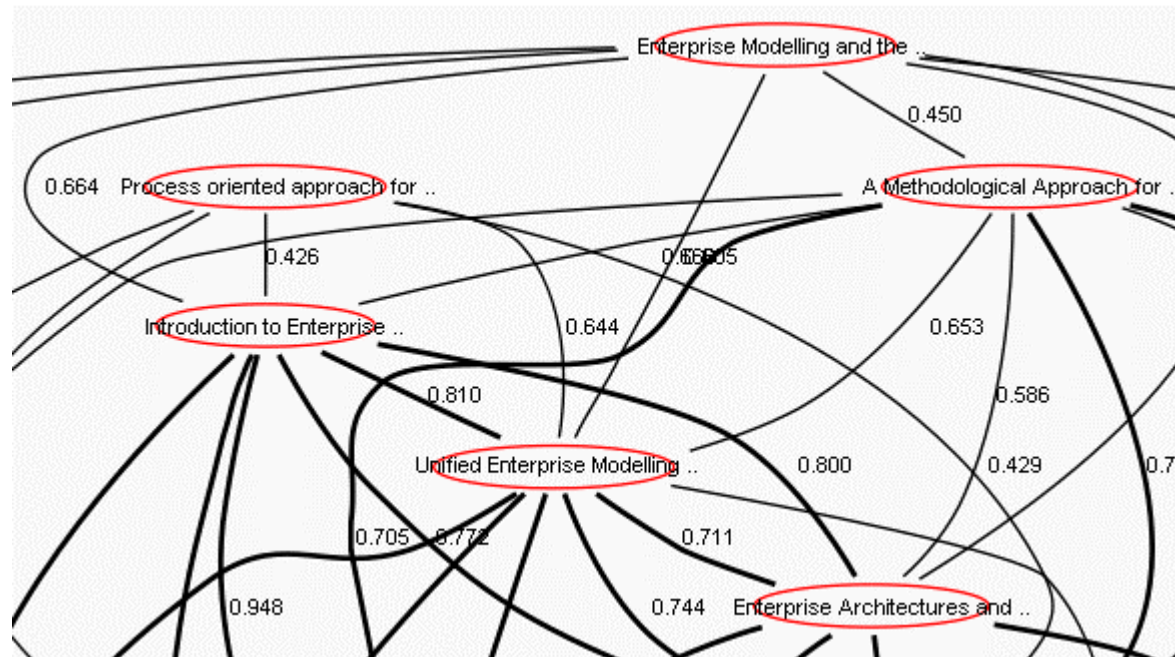 Enterprise Modelling and the ..
0.450
0.664
Process oriented approach for ..
A Methodological Approach for ..
0.426
0.605
Introduction to Enterprise ..
0.644
0.653
0.810
0.586
Unified Enterprise Modelling ..
0.800
0.429
0.705
0.772
0.711
0.948
0.744
Enterprise Architectures and ..